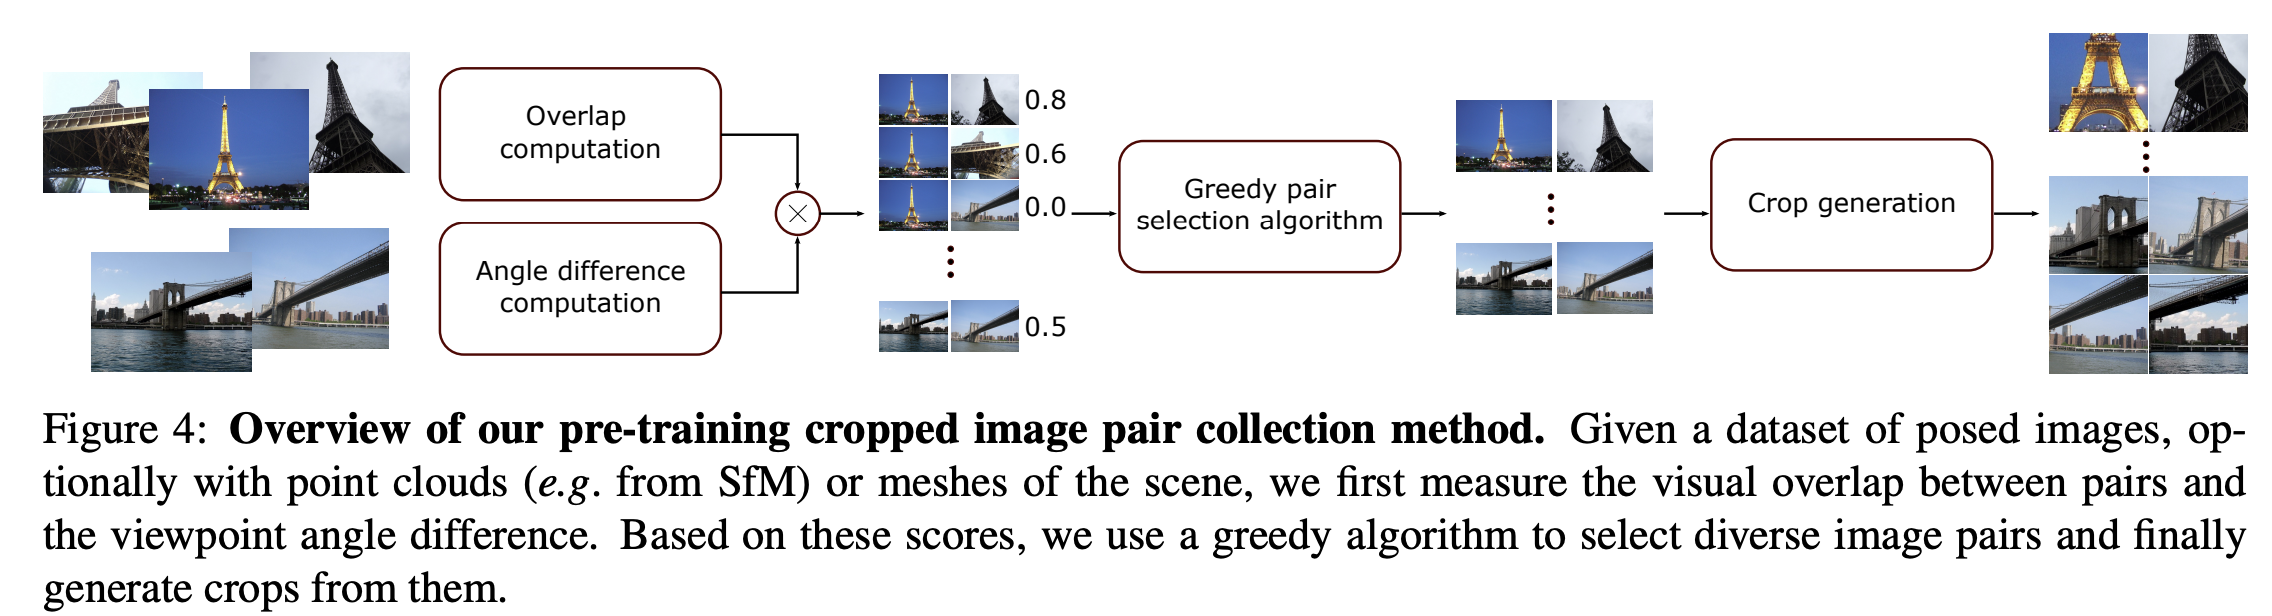 Overlap
computation
Angle difference
computation
0.8
0.6
0.0
0.5
Greedy pair
selection algorithm
Crop generation
Figure 4: Overview of our pre-training cropped image pair collection method. Given a dataset of posed images, op-
tionally with point clouds (e.g. from SfM) or meshes of the scene, we first measure the visual overlap between pairs and
the viewpoint angle difference. Based on these scores, we use a greedy algorithm to select diverse image pairs and finally
generate crops from them.